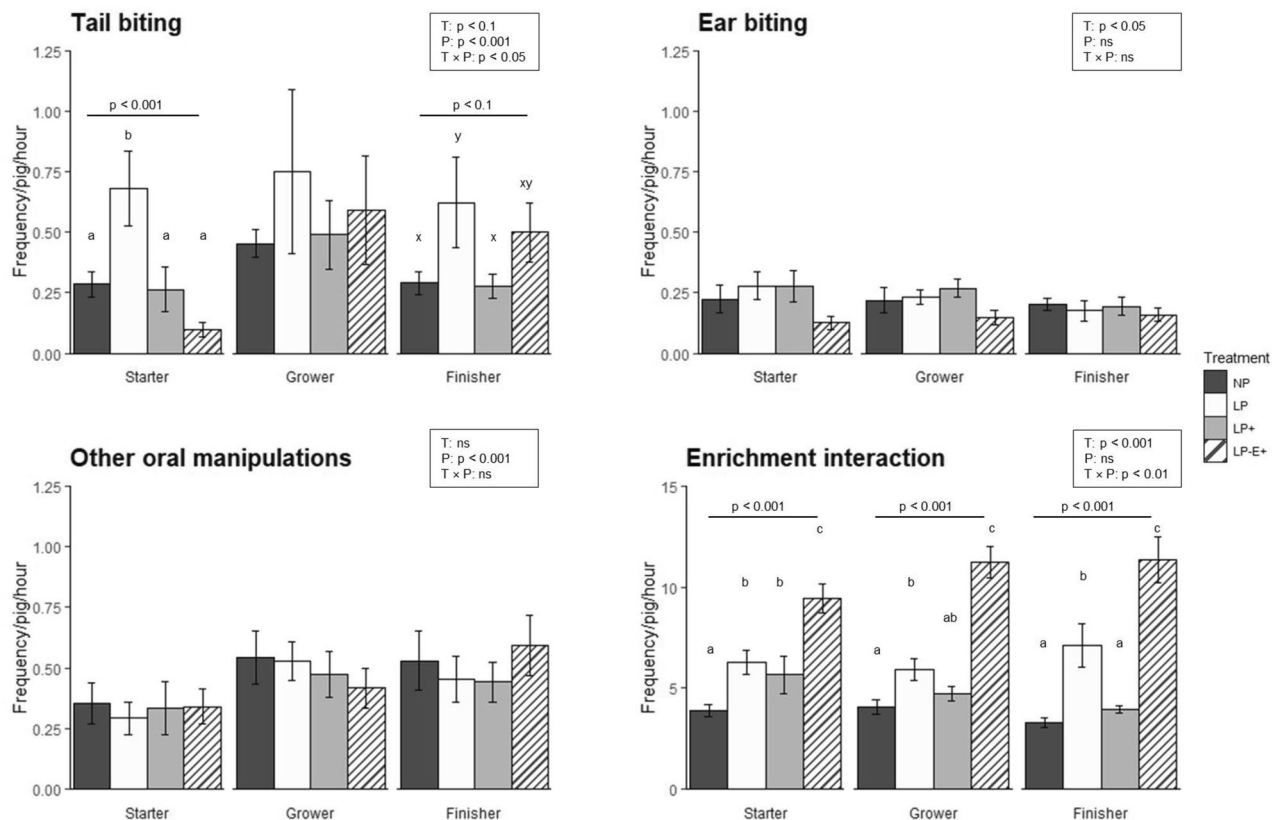 Tail biting
T: p < 0.1
P: p < 0.001
T × P: p < 0.05
Frequency/pig/hour
1.25
1.00
0.75
0.50
0.25
0.00
p < 0.001
p < 0.1
a
b
a
a
x
y
x
xy
Starter
Grower
Finisher
Ear biting
T: p < 0.05
P: ns
T × P: ns
Frequency/pig/hour
1.25
1.00
0.75
0.50
0.25
0.00
Starter
Grower
Finisher
Treatment
NP
LP
LP+
LP-E+
Other oral manipulations
T: ns
P: p < 0.001
T × P: ns
Frequency/pig/hour
1.25
1.00
0.75
0.50
0.25
0.00
Starter
Grower
Finisher
Enrichment interaction
T: p < 0.001
P: ns
T × P: p < 0.01
Frequency/pig/hour
15
10
5
0
p < 0.001
p < 0.001
p < 0.001
a
b
b
c
a
b
ab
c
a
b
a
c
Starter
Grower
Finisher